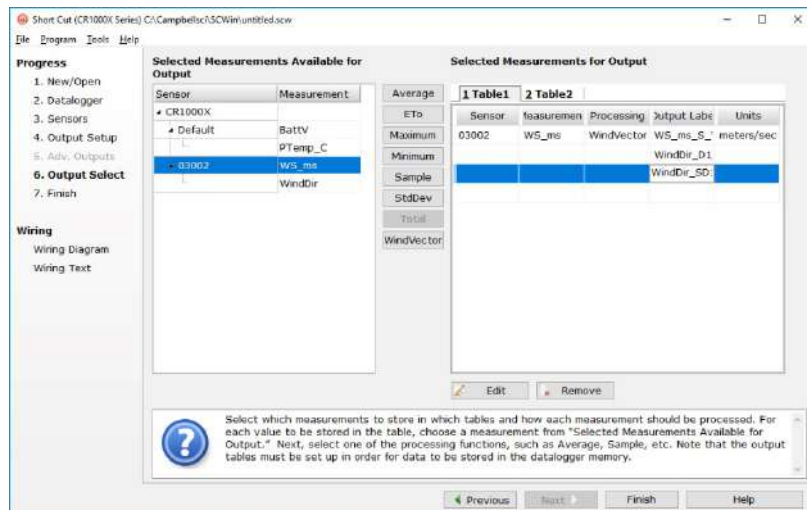 Short Cut (CR1000X Series) C:\Campbellsci\SCWin\untitled.scw
File Program Tools Help
Progress
1. New/Open
2. Datalogger
3. Sensors
4. Output Setup
5. Adv. Outputs
6. Output Select
7. Finish
Wiring
Wiring Diagram
Wiring Text
Selected Measurements Available for
Output
Sensor Measurement
CR1000X
Default BattV
PTemp_C
03002 WS_ms
WindDir
Average
ETo
Maximum
Minimum
Sample
StdDev
Total
WindVector
Selected Measurements for Output
1 Table1 2 Table2
Sensor Processing Units
03002 WS_ms WindVector WS_ms_S_ meters/sec
WindDir_D1
WindDir_SD1
Edit Remove
Select which measurements to store in which tables and how each measurement should be processed. For
each value to be stored in the table, choose a measurement from "Selected Measurements Available for
Output." Next, select one of the processing functions, such as Average, Sample, etc. Note that the output
tables must be set up in order for data to be stored in the datalogger memory.
Previous Next Finish Help